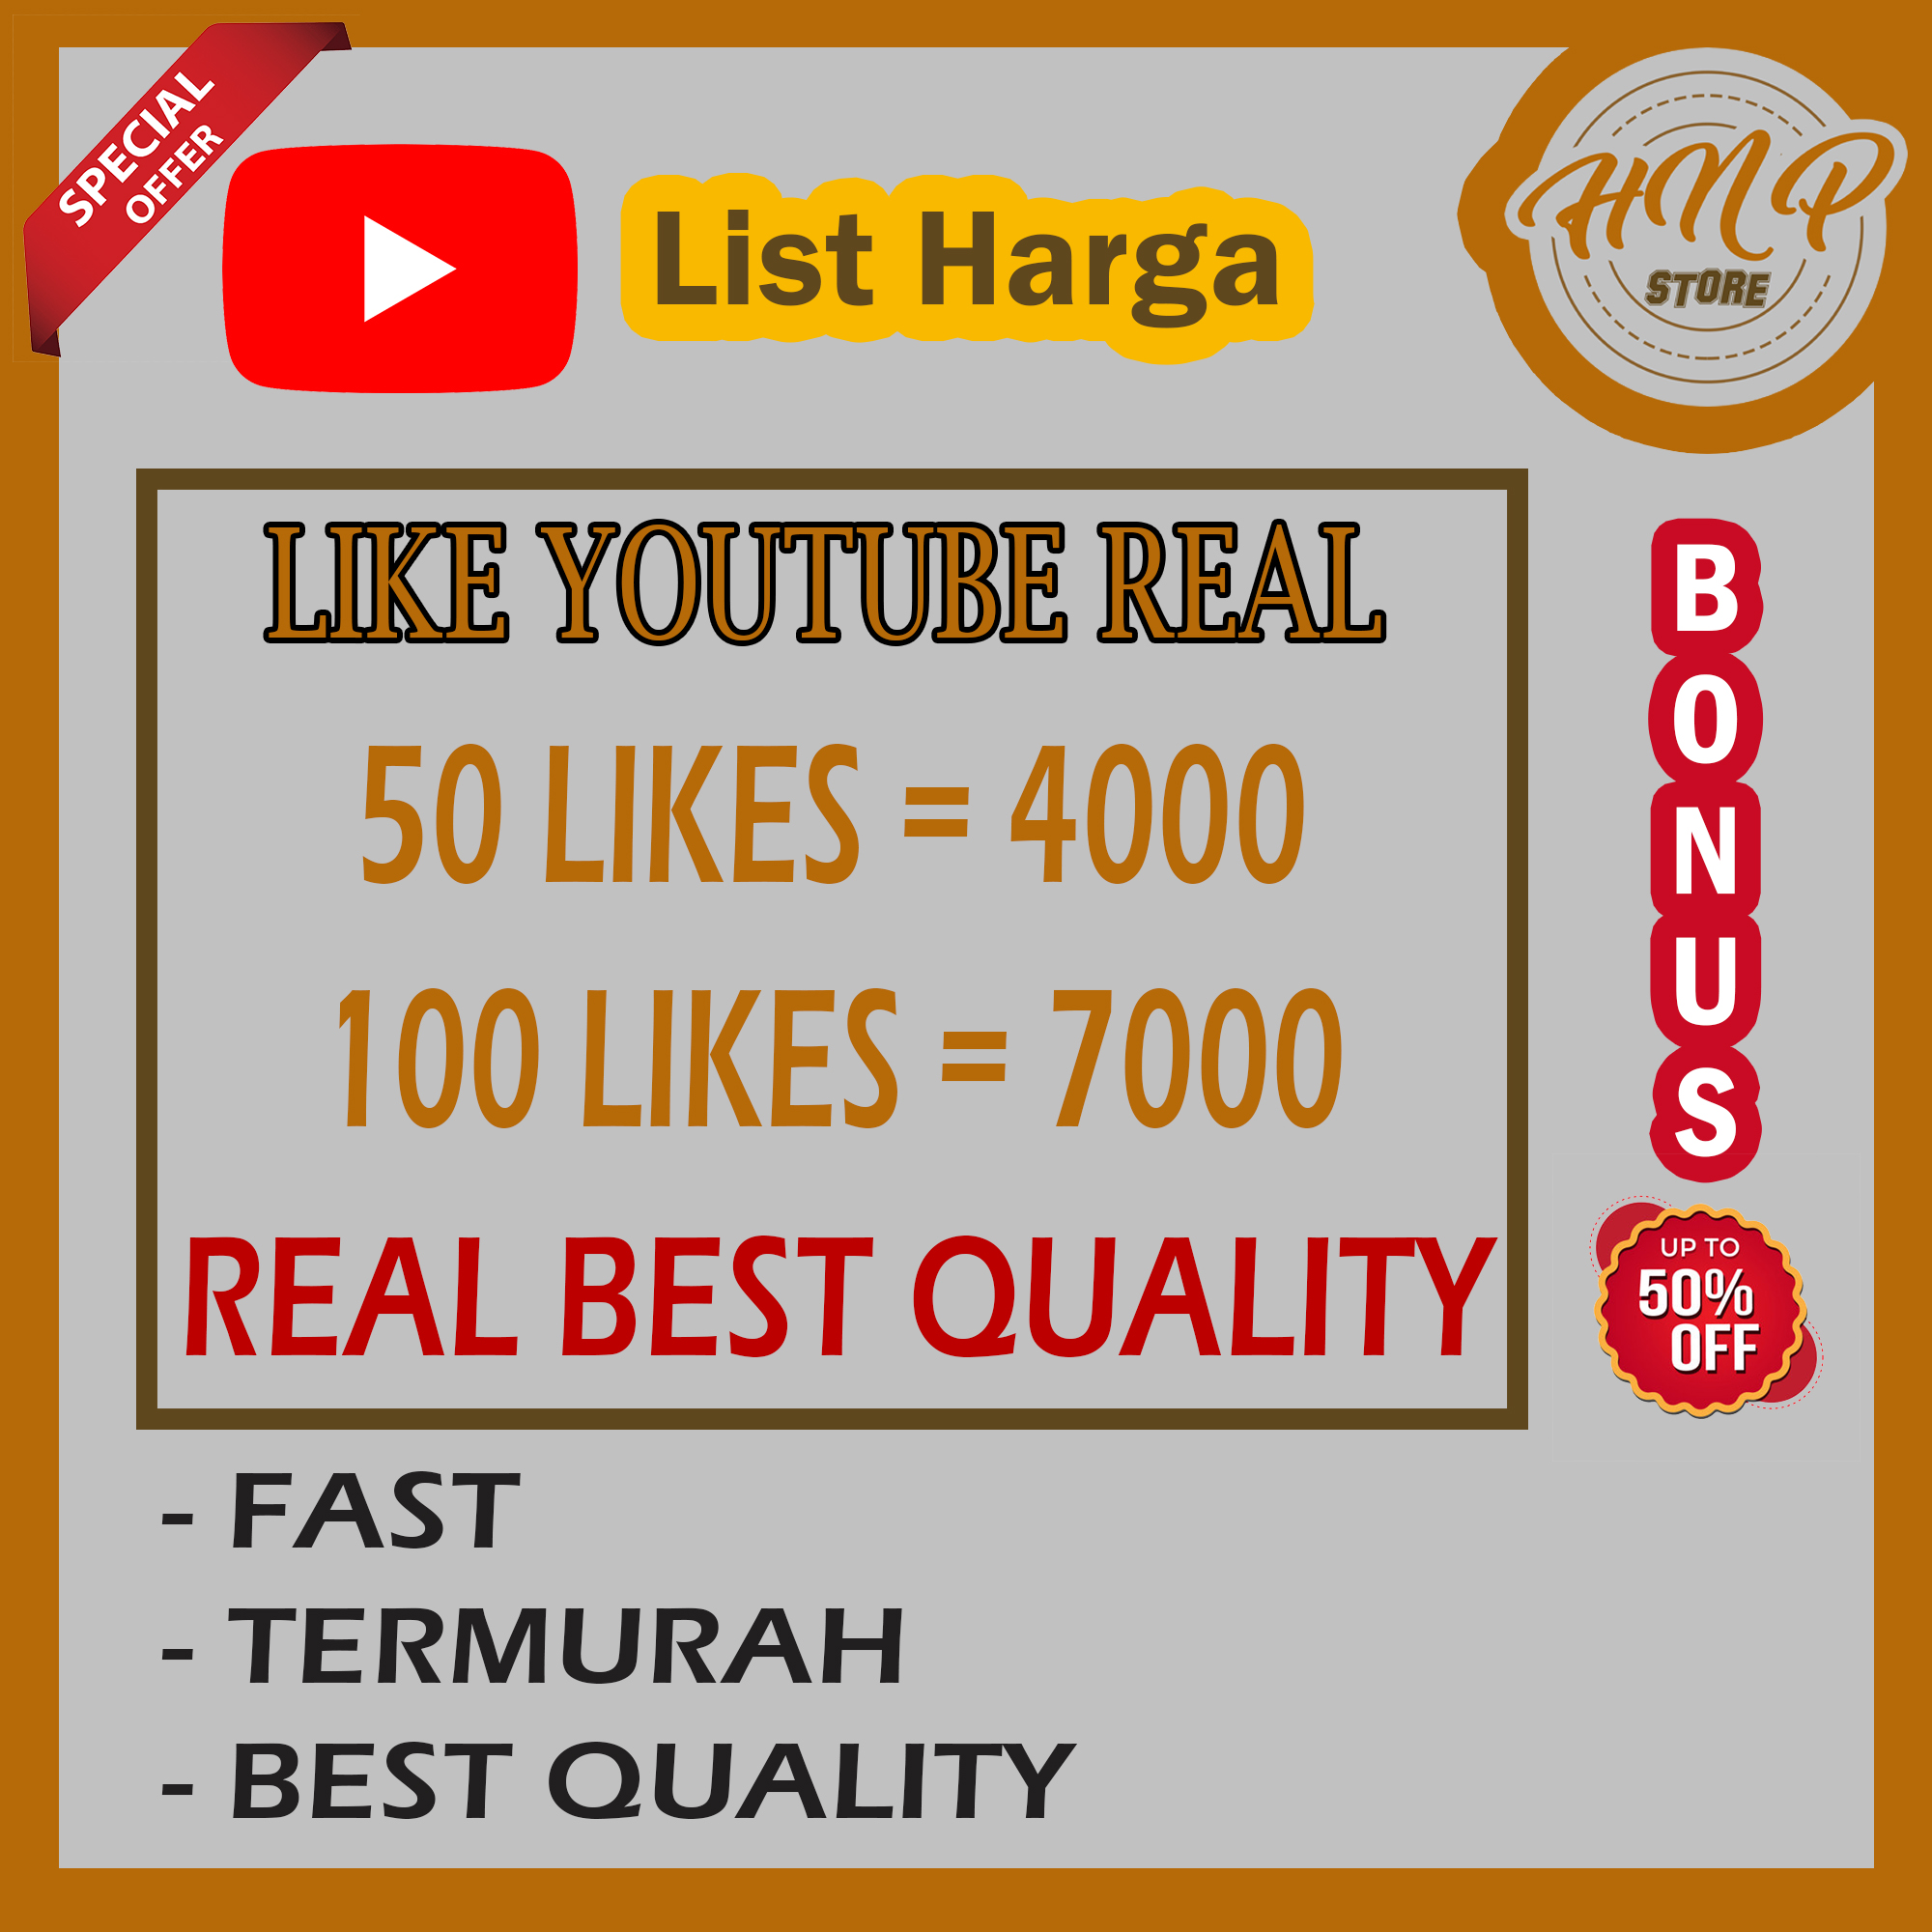 SPECIAL
OFFER
List Harga
STORE
LIKE YOUTUBE REAL
50 LIKES = 4000
100 LIKES = 7000
REAL BEST QUALITY
BONUS
UP TO
50%
OFF
- FAST
- TERMURAH
- BEST QUALITY